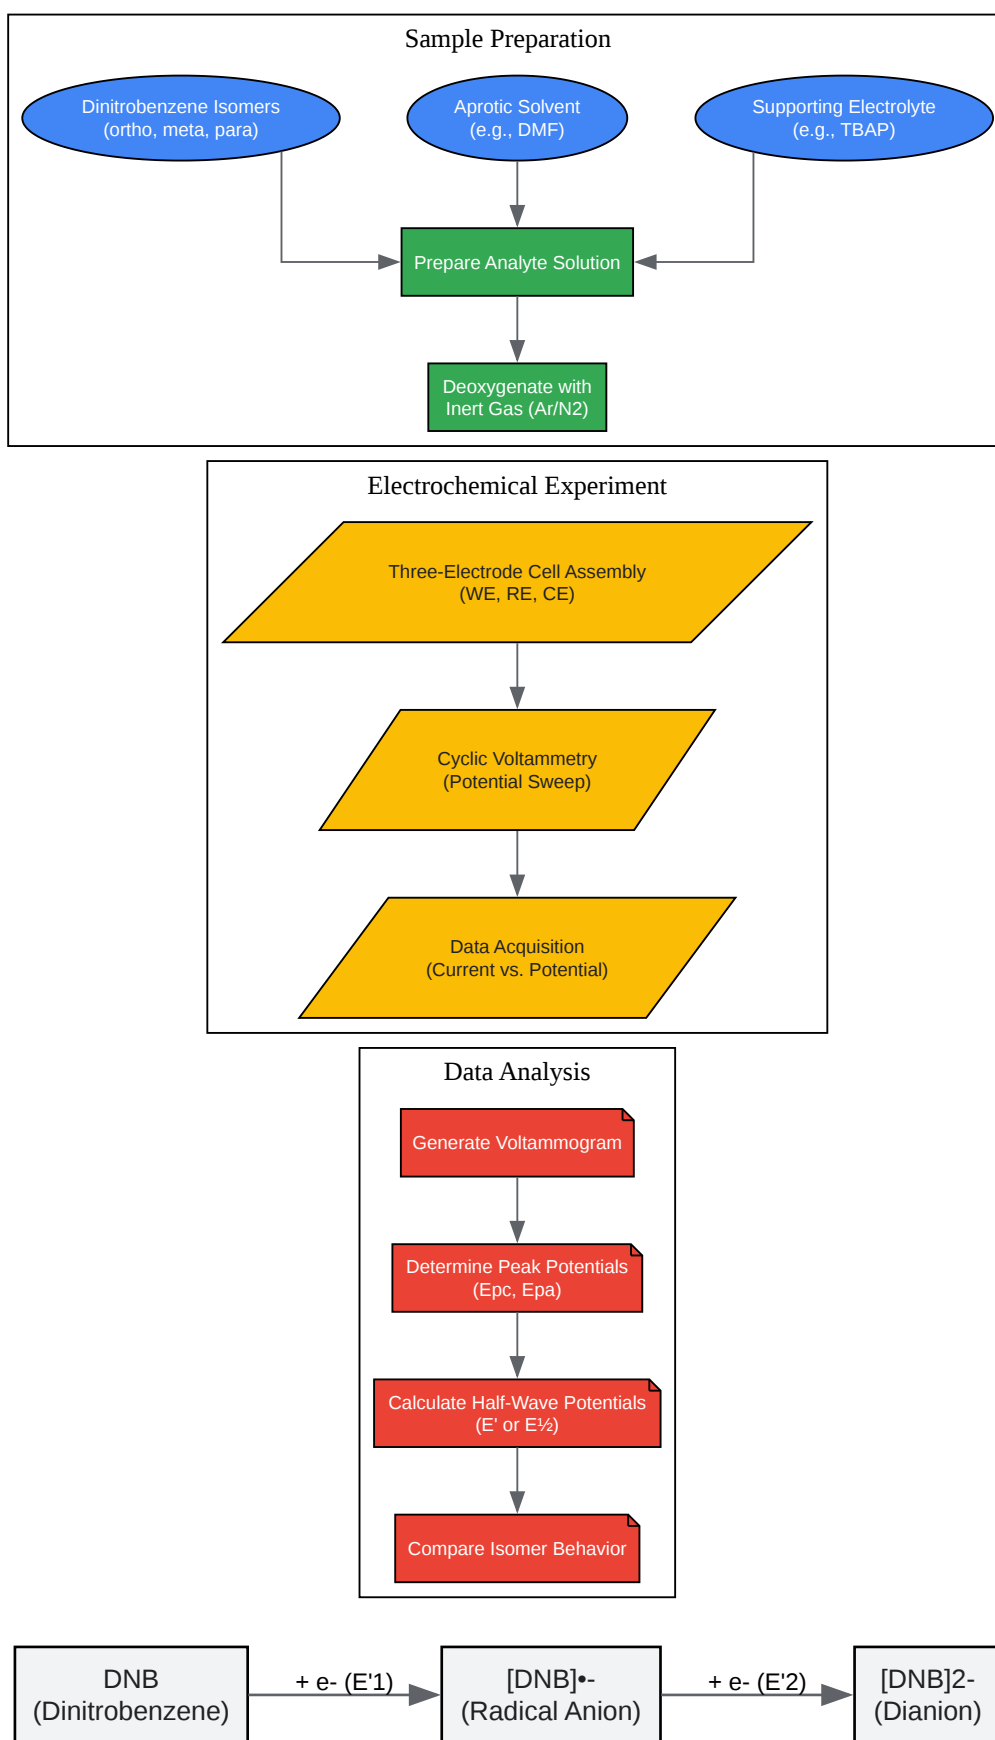 Sample Preparation
Dinitrobenzene Isomers
(ortho, meta, para)
Aprotic Solvent
(e.g., DMF)
Supporting Electrolyte
(e.g., TBAP)
Prepare Analyte Solution
Deoxygenate with
Inert Gas (Ar/N2)
Electrochemical Experiment
Three-Electrode Cell Assembly
(WE, RE, CE)
Cyclic Voltammetry
(Potential Sweep)
Data Acquisition
(Current vs. Potential)
Data Analysis
Generate Voltammogram
Determine Peak Potentials
(Epc, Epa)
Calculate Half-Wave Potentials
(E' or E½)
Compare Isomer Behavior
DNB
(Dinitrobenzene)
+ e- (E'1)
[DNB]•-
(Radical Anion)
+ e- (E'2)
[DNB]2-
(Dianion)